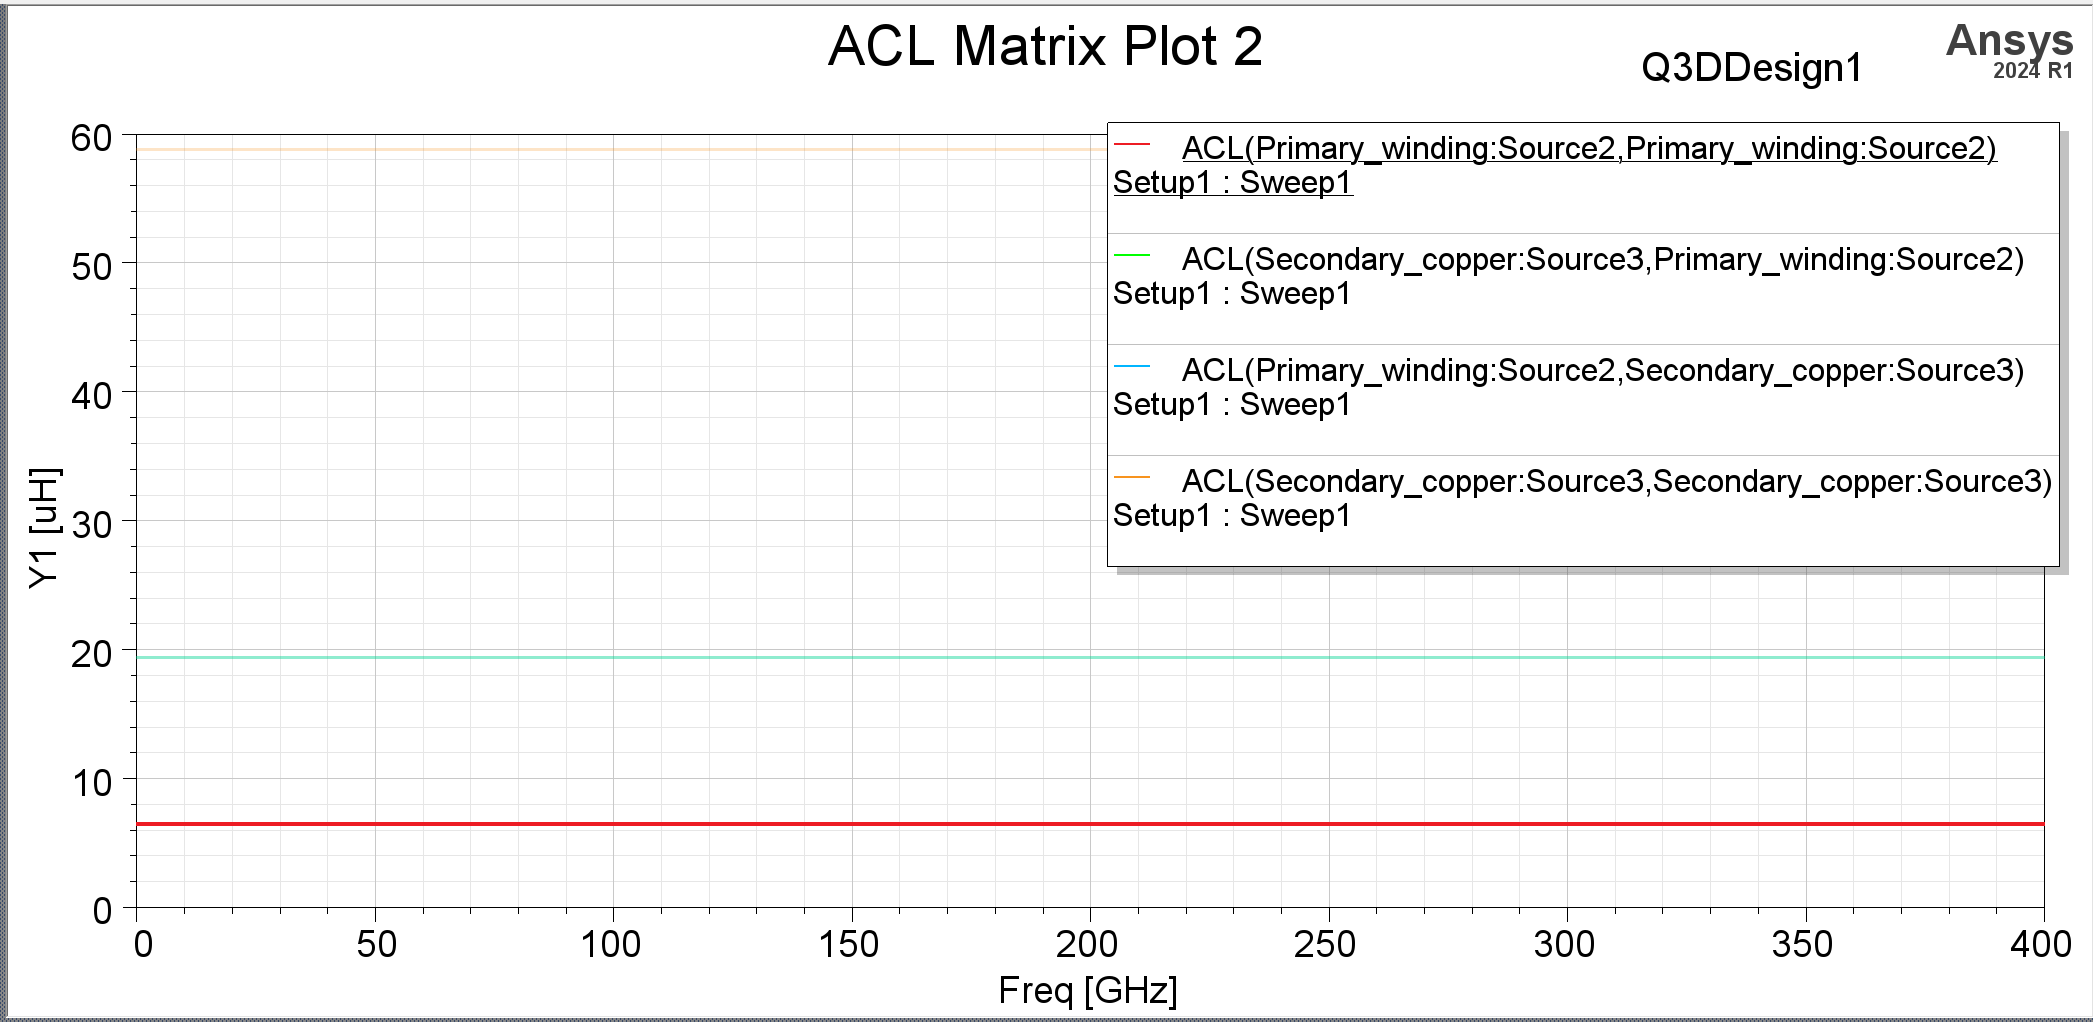 ACL Matrix Plot 2
Q3DDesign1
Ansys
2024 R1
ACL(Primary_winding:Source2,Primary_winding:Source2)
Setup1 : Sweep1
ACL(Secondary_copper:Source3,Primary_winding:Source2)
Setup1 : Sweep1
ACL(Primary_winding:Source2,Secondary_copper:Source3)
Setup1 : Sweep1
ACL(Secondary_copper:Source3,Secondary_copper:Source3)
Setup1 : Sweep1
60
50
40
30
20
10
0
Y1 [uH]
0 50 100 150 200 250 300 350 400
Freq [GHz]